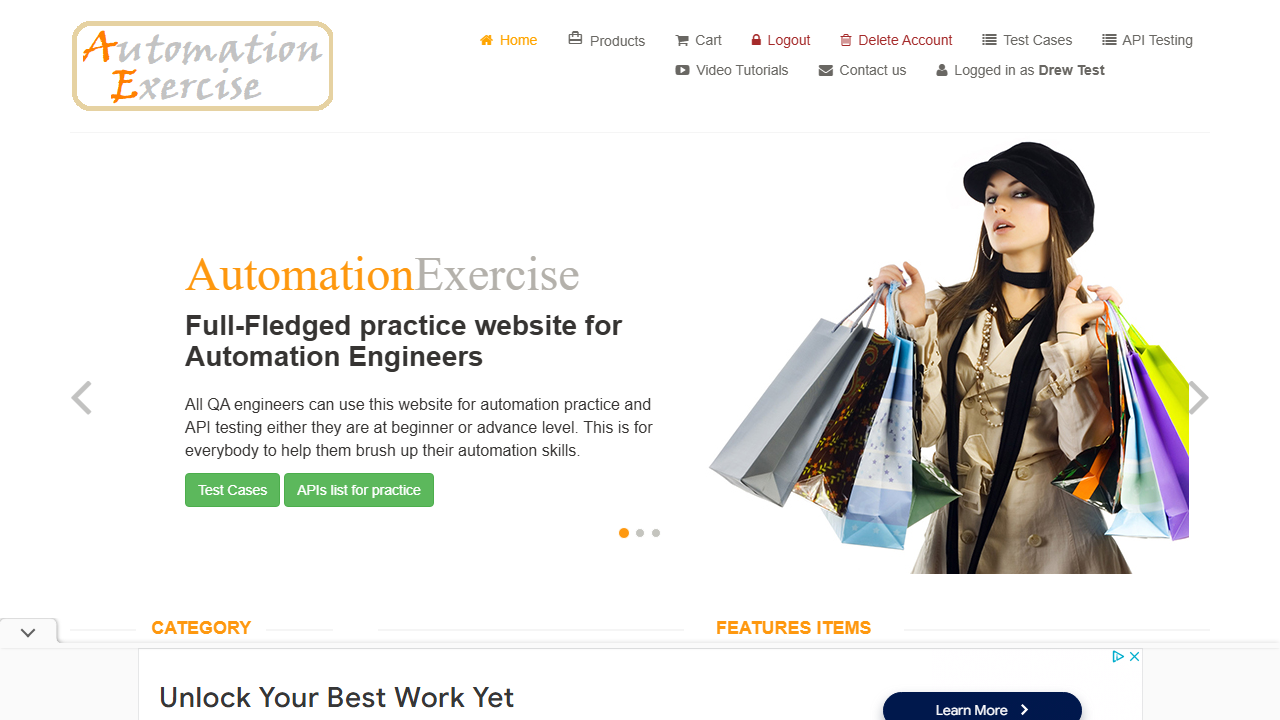 Automation
Exercise
Home
Products
Cart
Logout
Delete Account
Test Cases
API Testing
Video Tutorials
Contact us
Logged in as Drew Test
AutomationExercise
Full-Fledged practice website for
Automation Engineers
All QA engineers can use this website for automation practice and
API testing either they are at beginner or advance level. This is for
everybody to help them brush up their automation skills.
Test Cases
APIs list for practice
CATEGORY
FEATURES ITEMS
Unlock Your Best Work Yet
Learn More